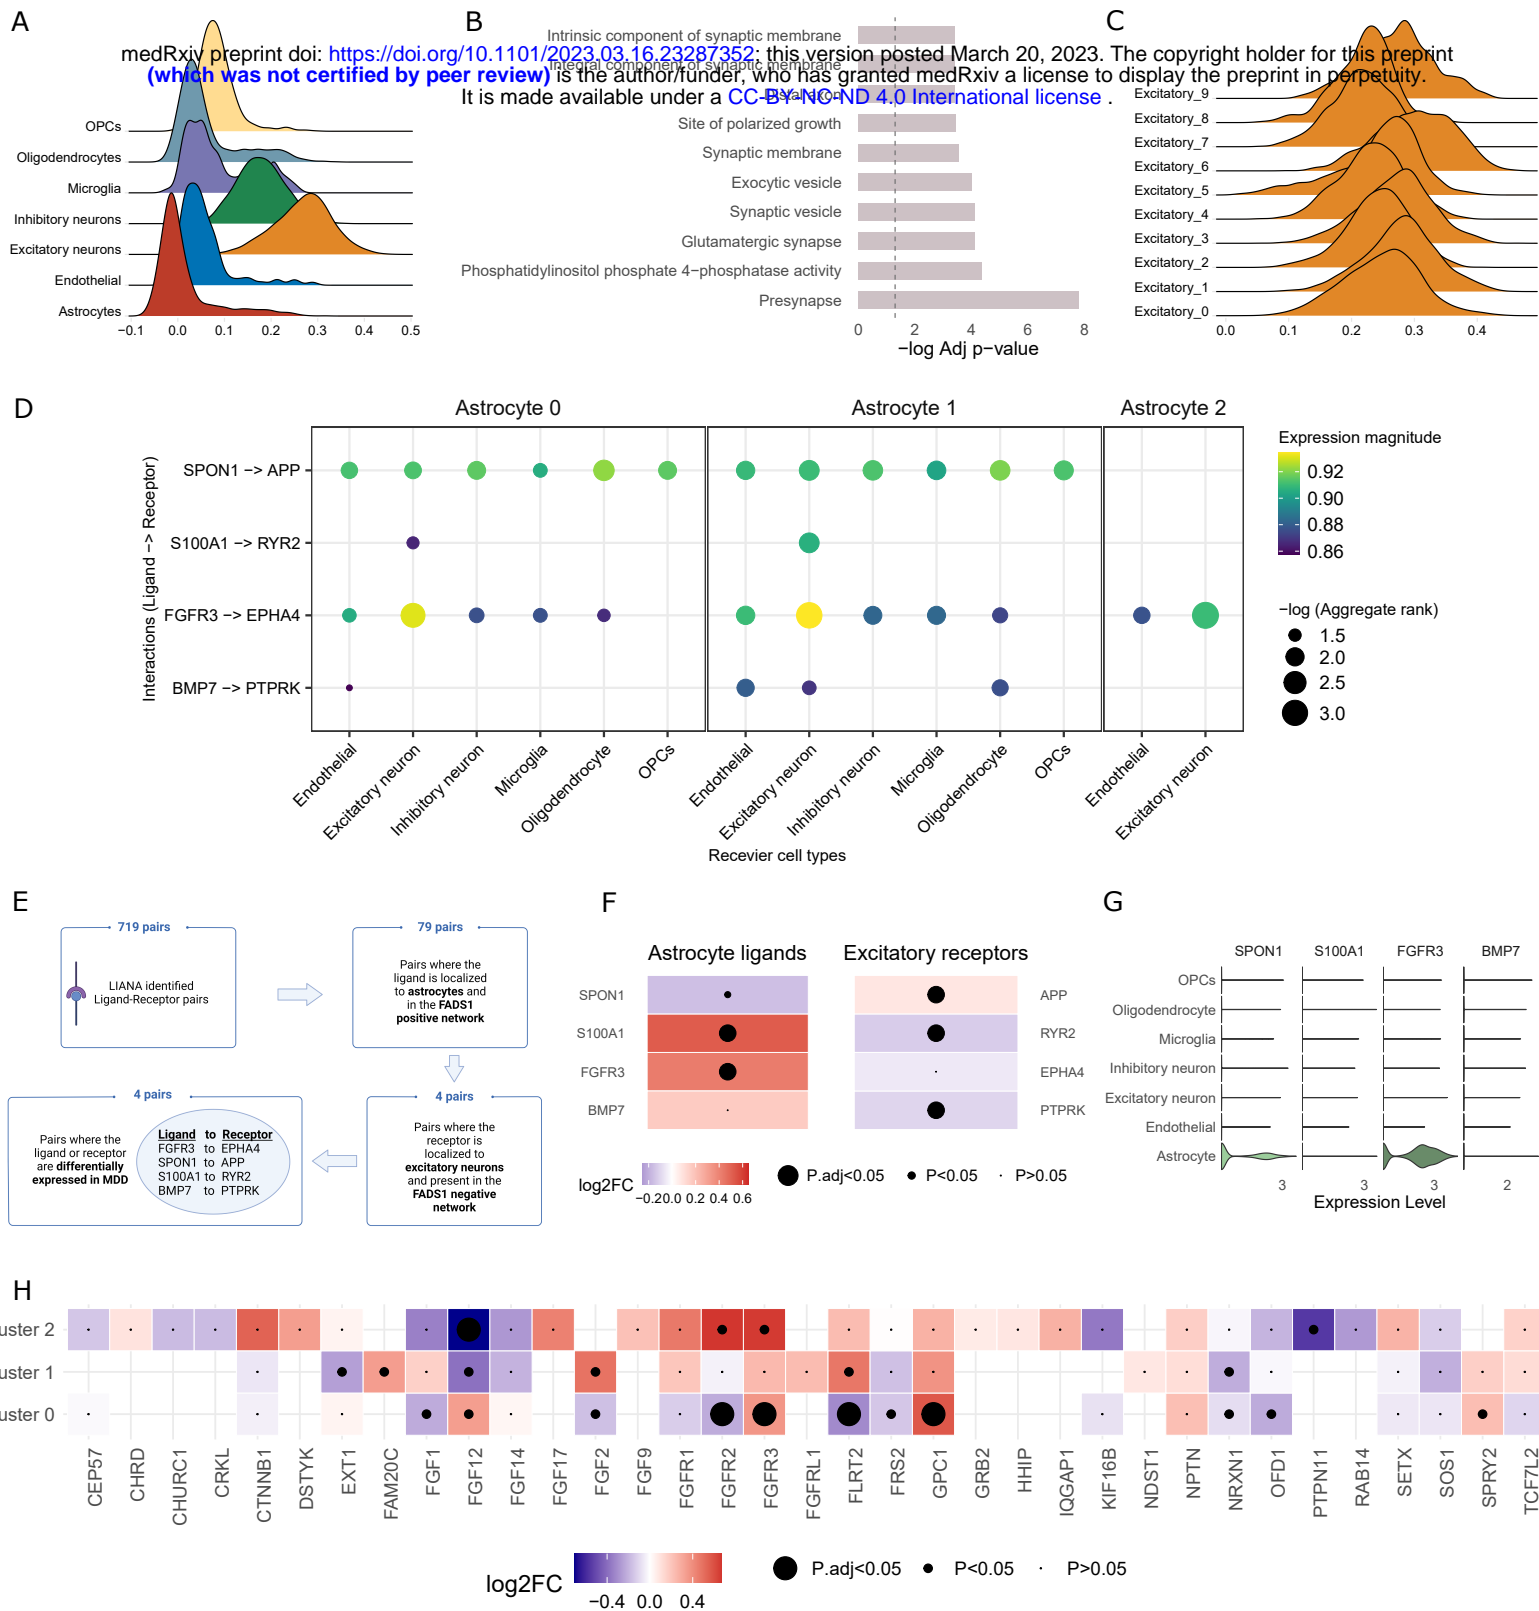 A
B
C
medRxiv preprint doi: https://doi.org/10.1101/2023.03.16.23287352; this version posted March 20, 2023. The copyright holder for this preprint
(which was not certified by peer review) is the author/funder, who has granted medRxiv a license to display the preprint in perpetuity.
It is made available under a CC-BY-NC-ND 4.0 International license .
OPCs
Oligodendrocytes
Microglia
Inhibitory neurons
Excitatory neurons
Endothelial
Astrocytes
−0.1 0.0 0.1 0.2 0.3 0.4 0.5
Intrinsic component of synaptic membrane
Integral component of synaptic membrane
Distal axon
Site of polarized growth
Synaptic membrane
Exocytic vesicle
Synaptic vesicle
Glutamatergic synapse
Phosphatidylinositol phosphate 4−phosphatase activity
Presynapse
0 2 4 6 8
−log Adj p−value
Excitatory_9
Excitatory_8
Excitatory_7
Excitatory_6
Excitatory_5
Excitatory_4
Excitatory_3
Excitatory_2
Excitatory_1
Excitatory_0
0.0 0.1 0.2 0.3 0.4
D
Astrocyte 0 Astrocyte 1 Astrocyte 2
Interactions (Ligand −> Receptor)
SPON1 −> APP
S100A1 −> RYR2
FGFR3 −> EPHA4
BMP7 −> PTPRK
Endothelial Excitatory neuron Inhibitory neuron Microglia Oligodendrocyte OPCs Endothelial Excitatory neuron Inhibitory neuron Microglia Oligodendrocyte OPCs Endothelial Excitatory neuron
Recevier cell types
Expression magnitude
0.92
0.90
0.88
0.86
−log (Aggregate rank)
1.5
2.0
2.5
3.0
E
719 pairs
LIANA identified
Ligand-Receptor pairs
79 pairs
Pairs where the
ligand is localized
to astrocytes and
in the FADS1
positive network
4 pairs
Pairs where the
receptor is
localized to
excitatory neurons
and present in the
FADS1 negative
network
4 pairs
Pairs where the
ligand or receptor
are differentially
expressed in MDD
Ligand to Receptor
FGFR3 to EPHA4
SPON1 to APP
S100A1 to RYR2
BMP7 to PTPRK
F
Astrocyte ligands Excitatory receptors
SPON1 APP
S100A1 RYR2
FGFR3 EPHA4
BMP7 PTPRK
log2FC
−0.20.0 0.2 0.4 0.6
P.adj<0.05 P<0.05 P>0.05
G
SPON1 S100A1 FGFR3 BMP7
OPCs
Oligodendrocyte
Microglia
Inhibitory neuron
Excitatory neuron
Endothelial
Astrocyte
3 3 3 2
Expression Level
H
uster 2
uster 1
uster 0
CEP57 CHRD CHURC1 CRKL CTNNB1 DSTYK EXT1 FAM20C FGF1 FGF12 FGF14 FGF17 FGF2 FGF9 FGFR1 FGFR2 FGFR3 FGFRL1 FLRT2 FRS2 GPC1 GRB2 HHIP IQGAP1 KIF16B NDST1 NPTN NRXN1 OFD1 PTPN11 RAB14 SETX SOS1 SPRY2 TCF7L2
log2FC
−0.4 0.0 0.4
P.adj<0.05 P<0.05 P>0.05